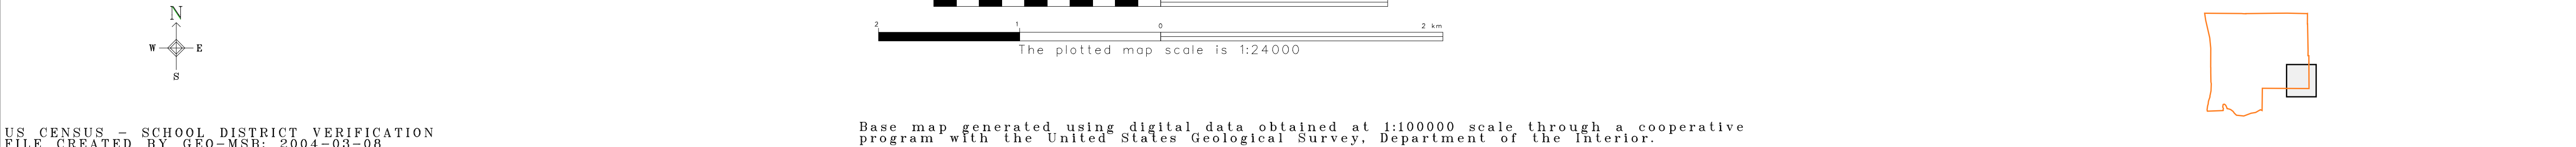 N
W E
S
2 1 0 2 km
The plotted map scale is 1:24000
US CENSUS - SCHOOL DISTRICT VERIFICATION
FILE CREATED BY GEO-MSB: 2004-03-08
Base map generated using digital data obtained at 1:100000 scale through a cooperative
program with the United States Geological Survey, Department of the Interior.